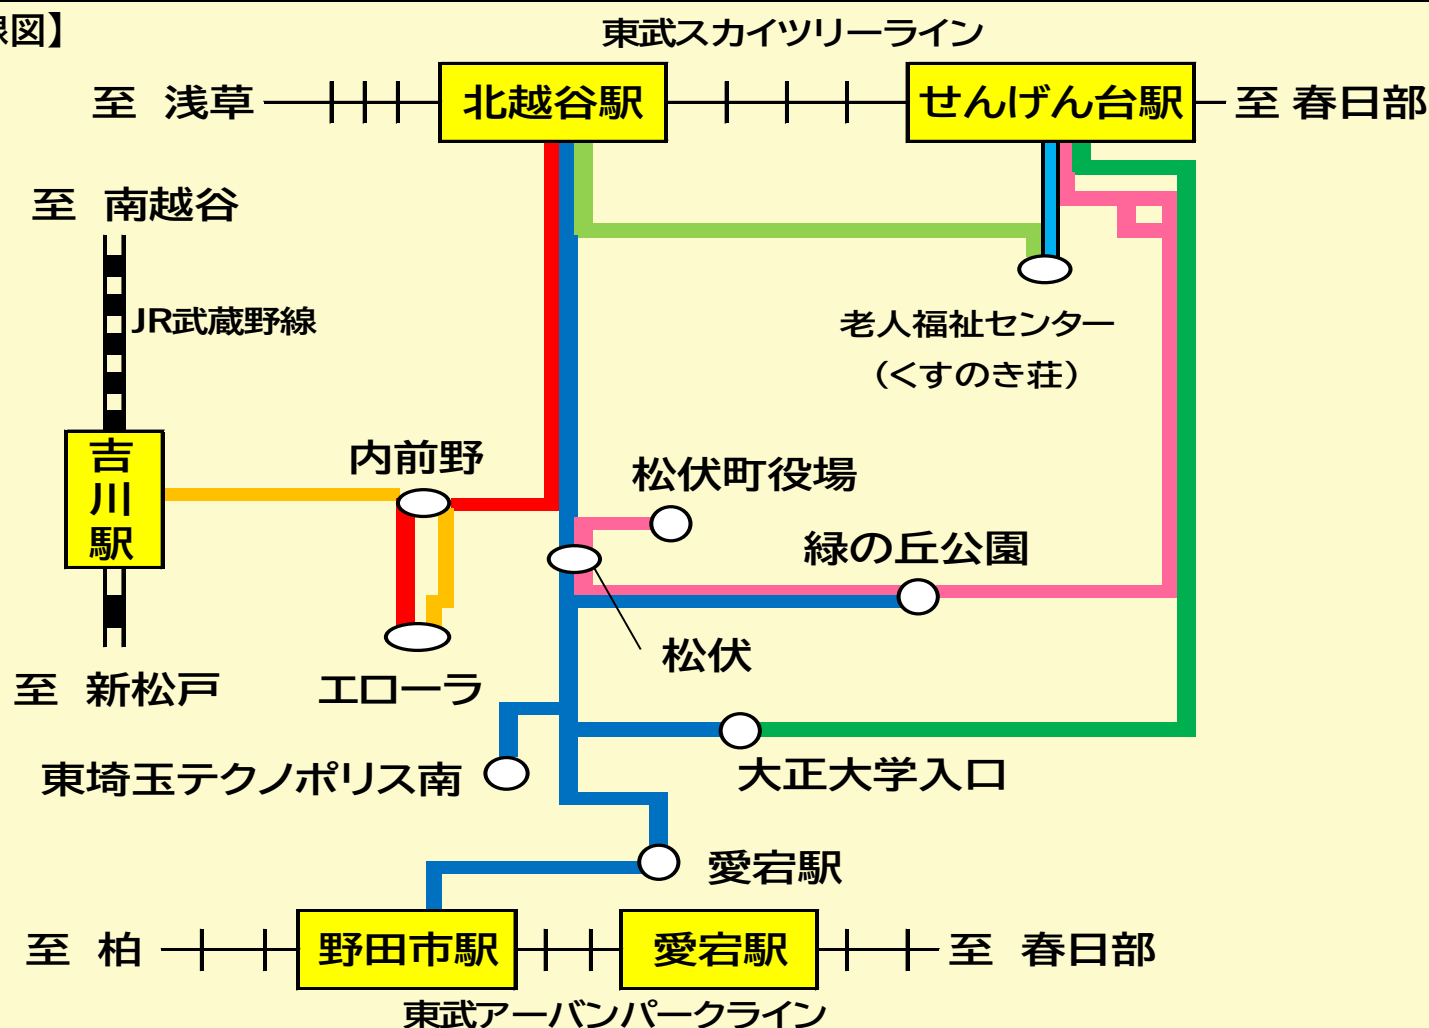 線図】
東武スカイツリーライン
至 浅草
北越谷駅
せんげん台駅
至 春日部
至 南越谷
JR武蔵野線
老人福祉センター
（くすのき荘）
吉川駅
内前野
松伏町役場
緑の丘公園
松伏
至 新松戸
エローラ
東埼玉テクノポリス南
大正大学入口
愛宕駅
至 柏
野田市駅
愛宕駅
至 春日部
東武アーバンパークライン